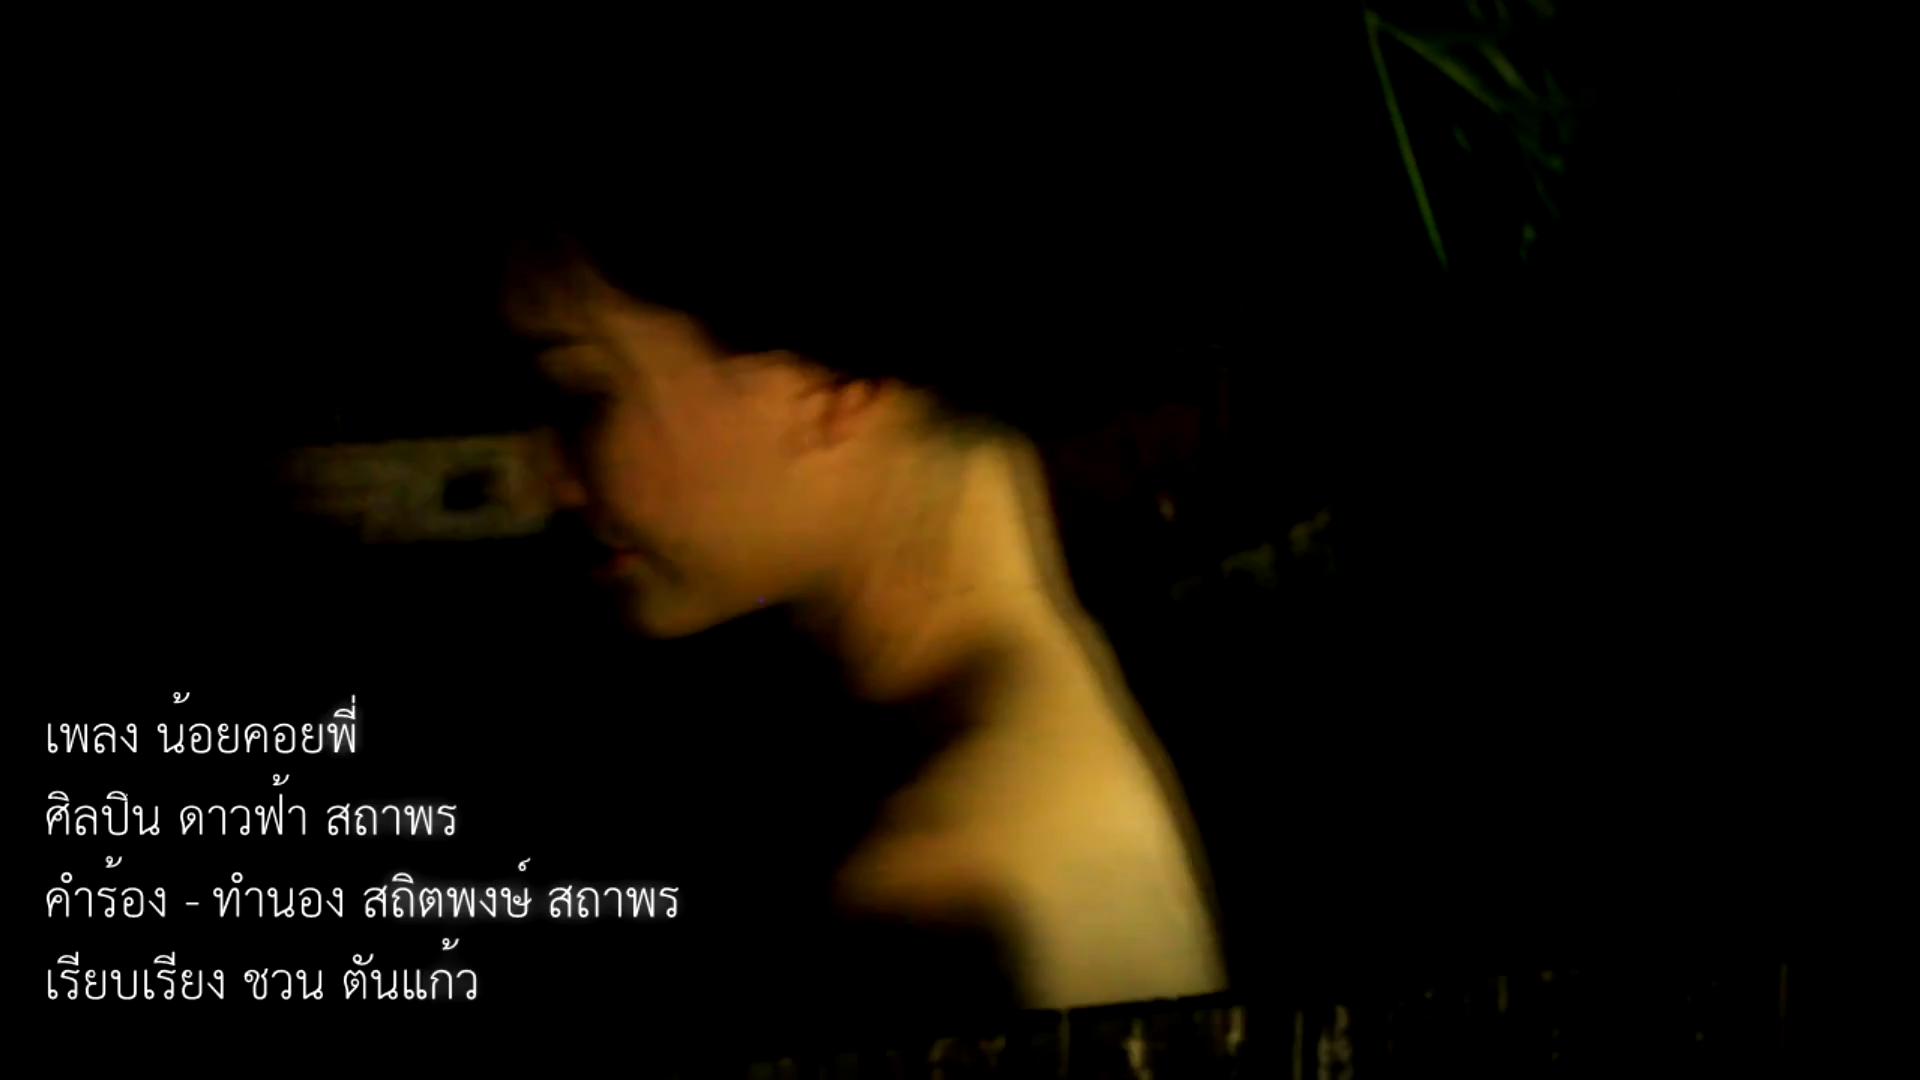 เพลง น้อยคอยพี่
ศิลปิน ดาวฟ้า สถาพร
คำร้อง - ทำนอง สถิตพงษ์ สถาพร
เรียบเรียง ชวน ตันแก้ว